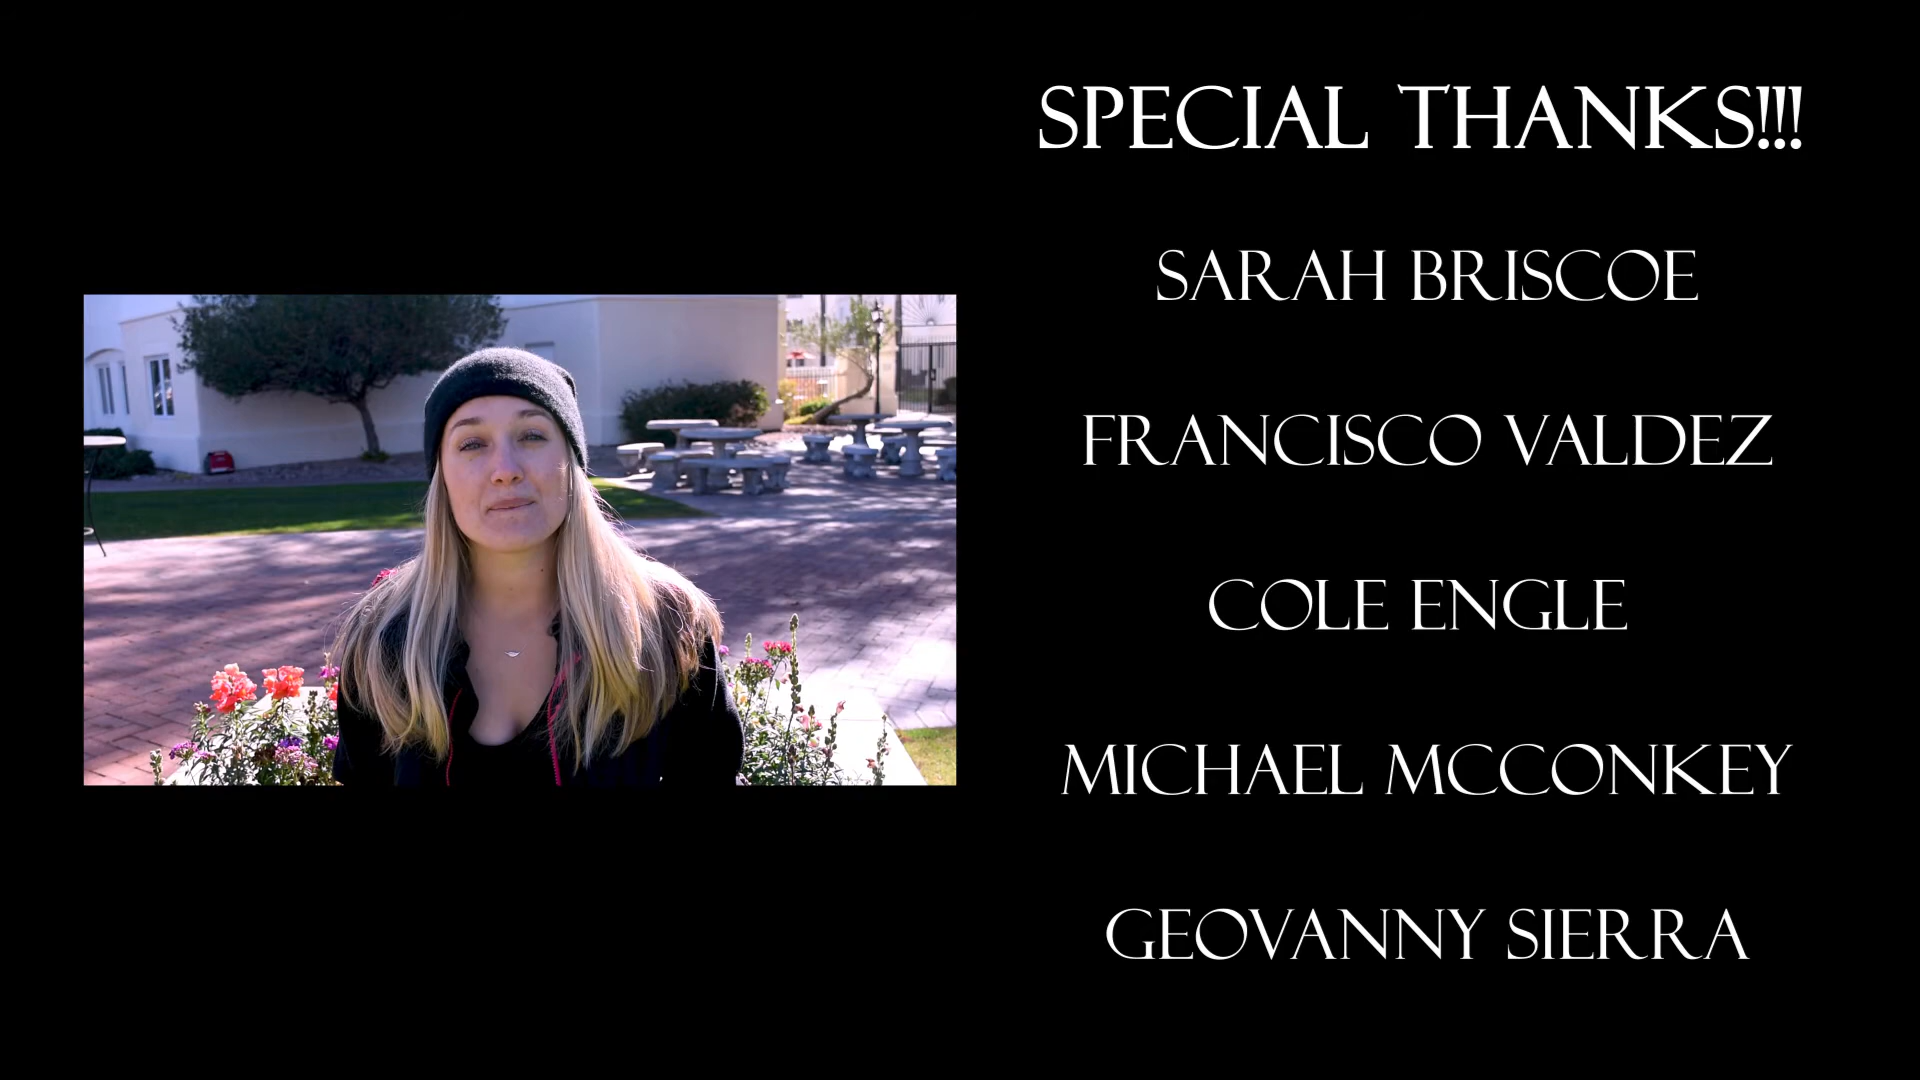 SPECIAL THANKS!!!
SARAH BRISCOE
FRANCISCO VALDEZ
COLE ENGLE
MICHAEL MCCONKEY
GEOVANNY SIERRA